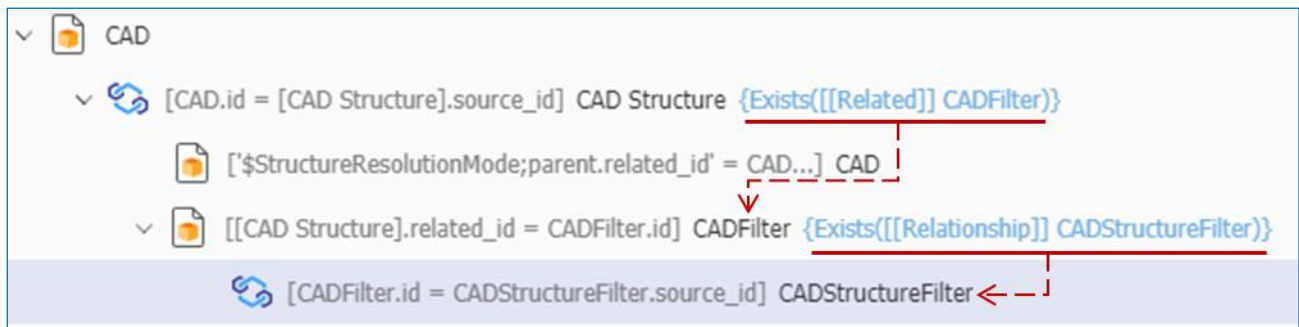 CAD
[CAD.id = [CAD Structure].source_id] CAD Structure {Exists([[Related]] CADFilter)}
['$StructureResolutionMode;parent.related_id' = CAD...] CAD
[[CAD Structure].related_id = CADFilter.id] CADFilter {Exists([[Relationship]] CADStructureFilter)}
[CADFilter.id = CADStructureFilter.source_id] CADStructureFilter